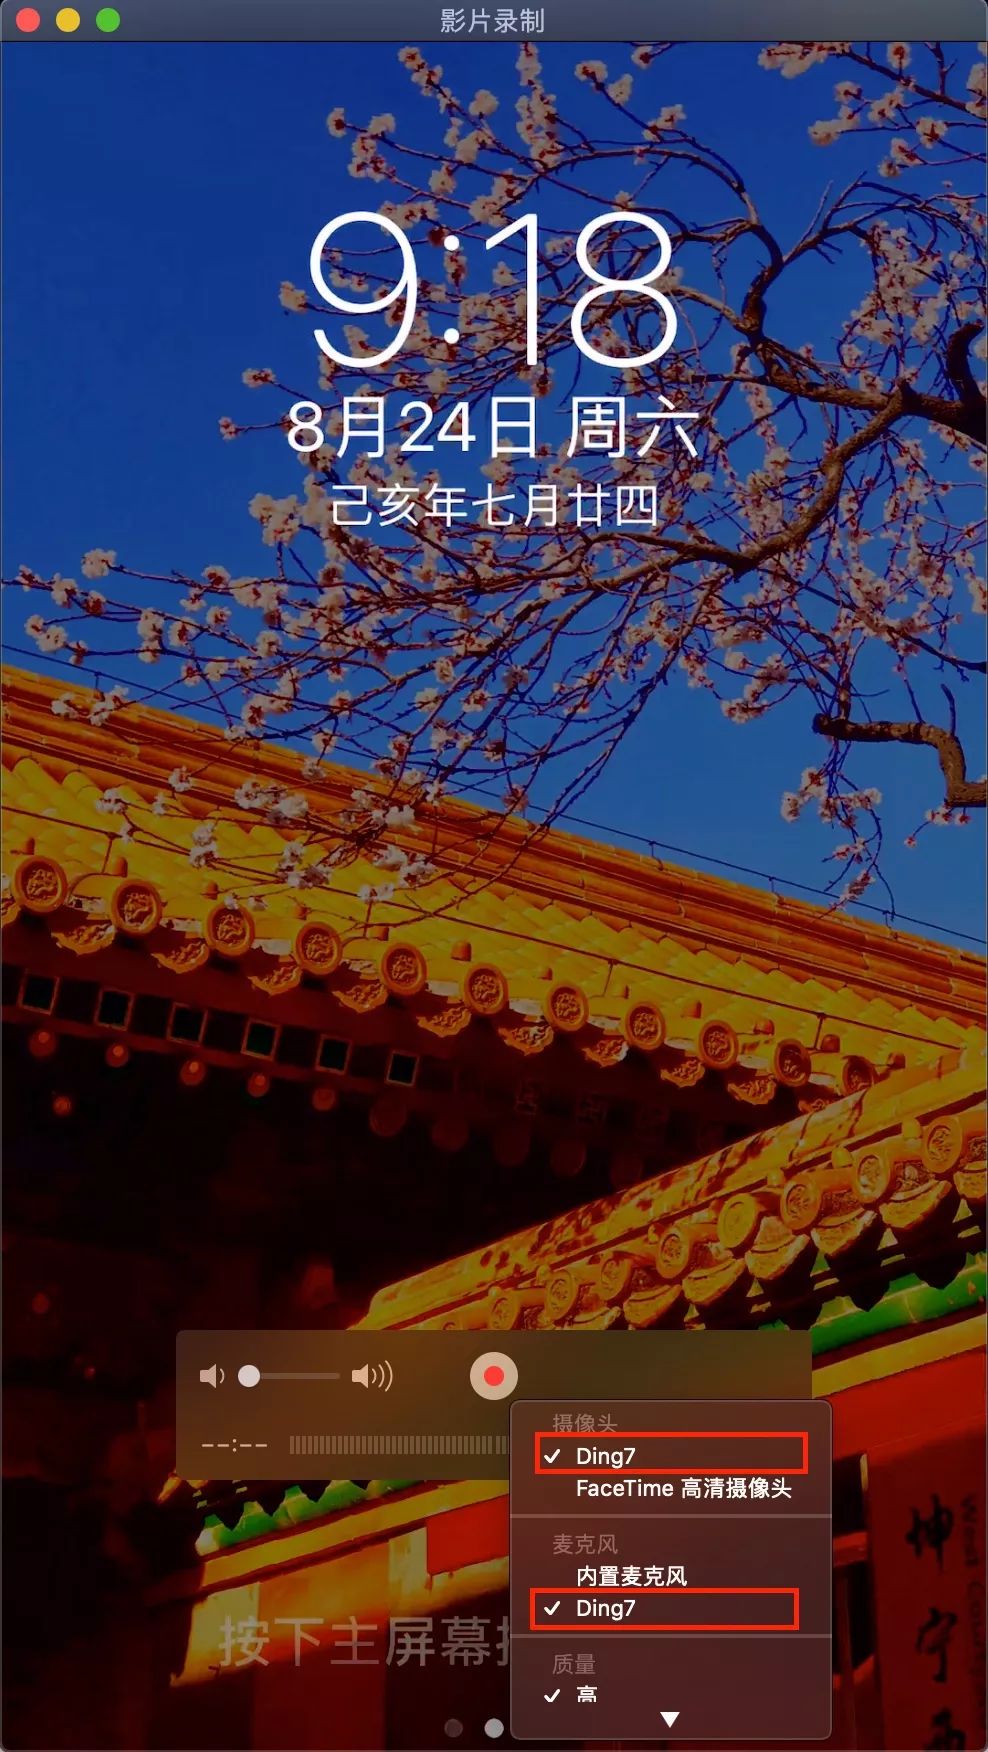 影片录制
9:18
8月24日 周六
己亥年七月廿四
--:--
摄像头
✓ Ding7
FaceTime 高清摄像头
麦克风
内置麦克风
✓ Ding7
质量
✓ 高
按下主屏幕
坤
宁
西